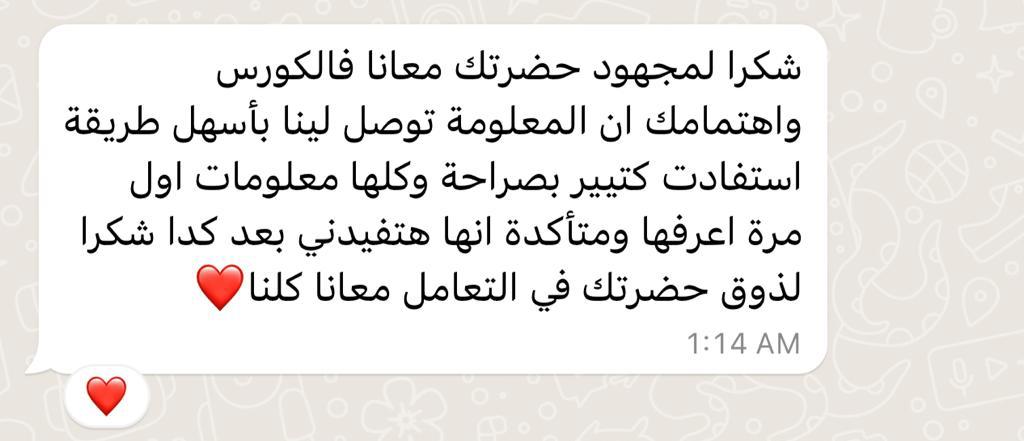 شكرا لمجهود حضرتك معانا فالكورس
واهتمامك ان المعلومة توصل لينا بأسهل طريقة
استفادت كتيير بصراحة وكلها معلومات اول
مرة اعرفها ومتأكدة انها هتفيدني بعد كدا شكرا
لذوق حضرتك في التعامل معانا كلنا❤️
1:14 AM
❤️